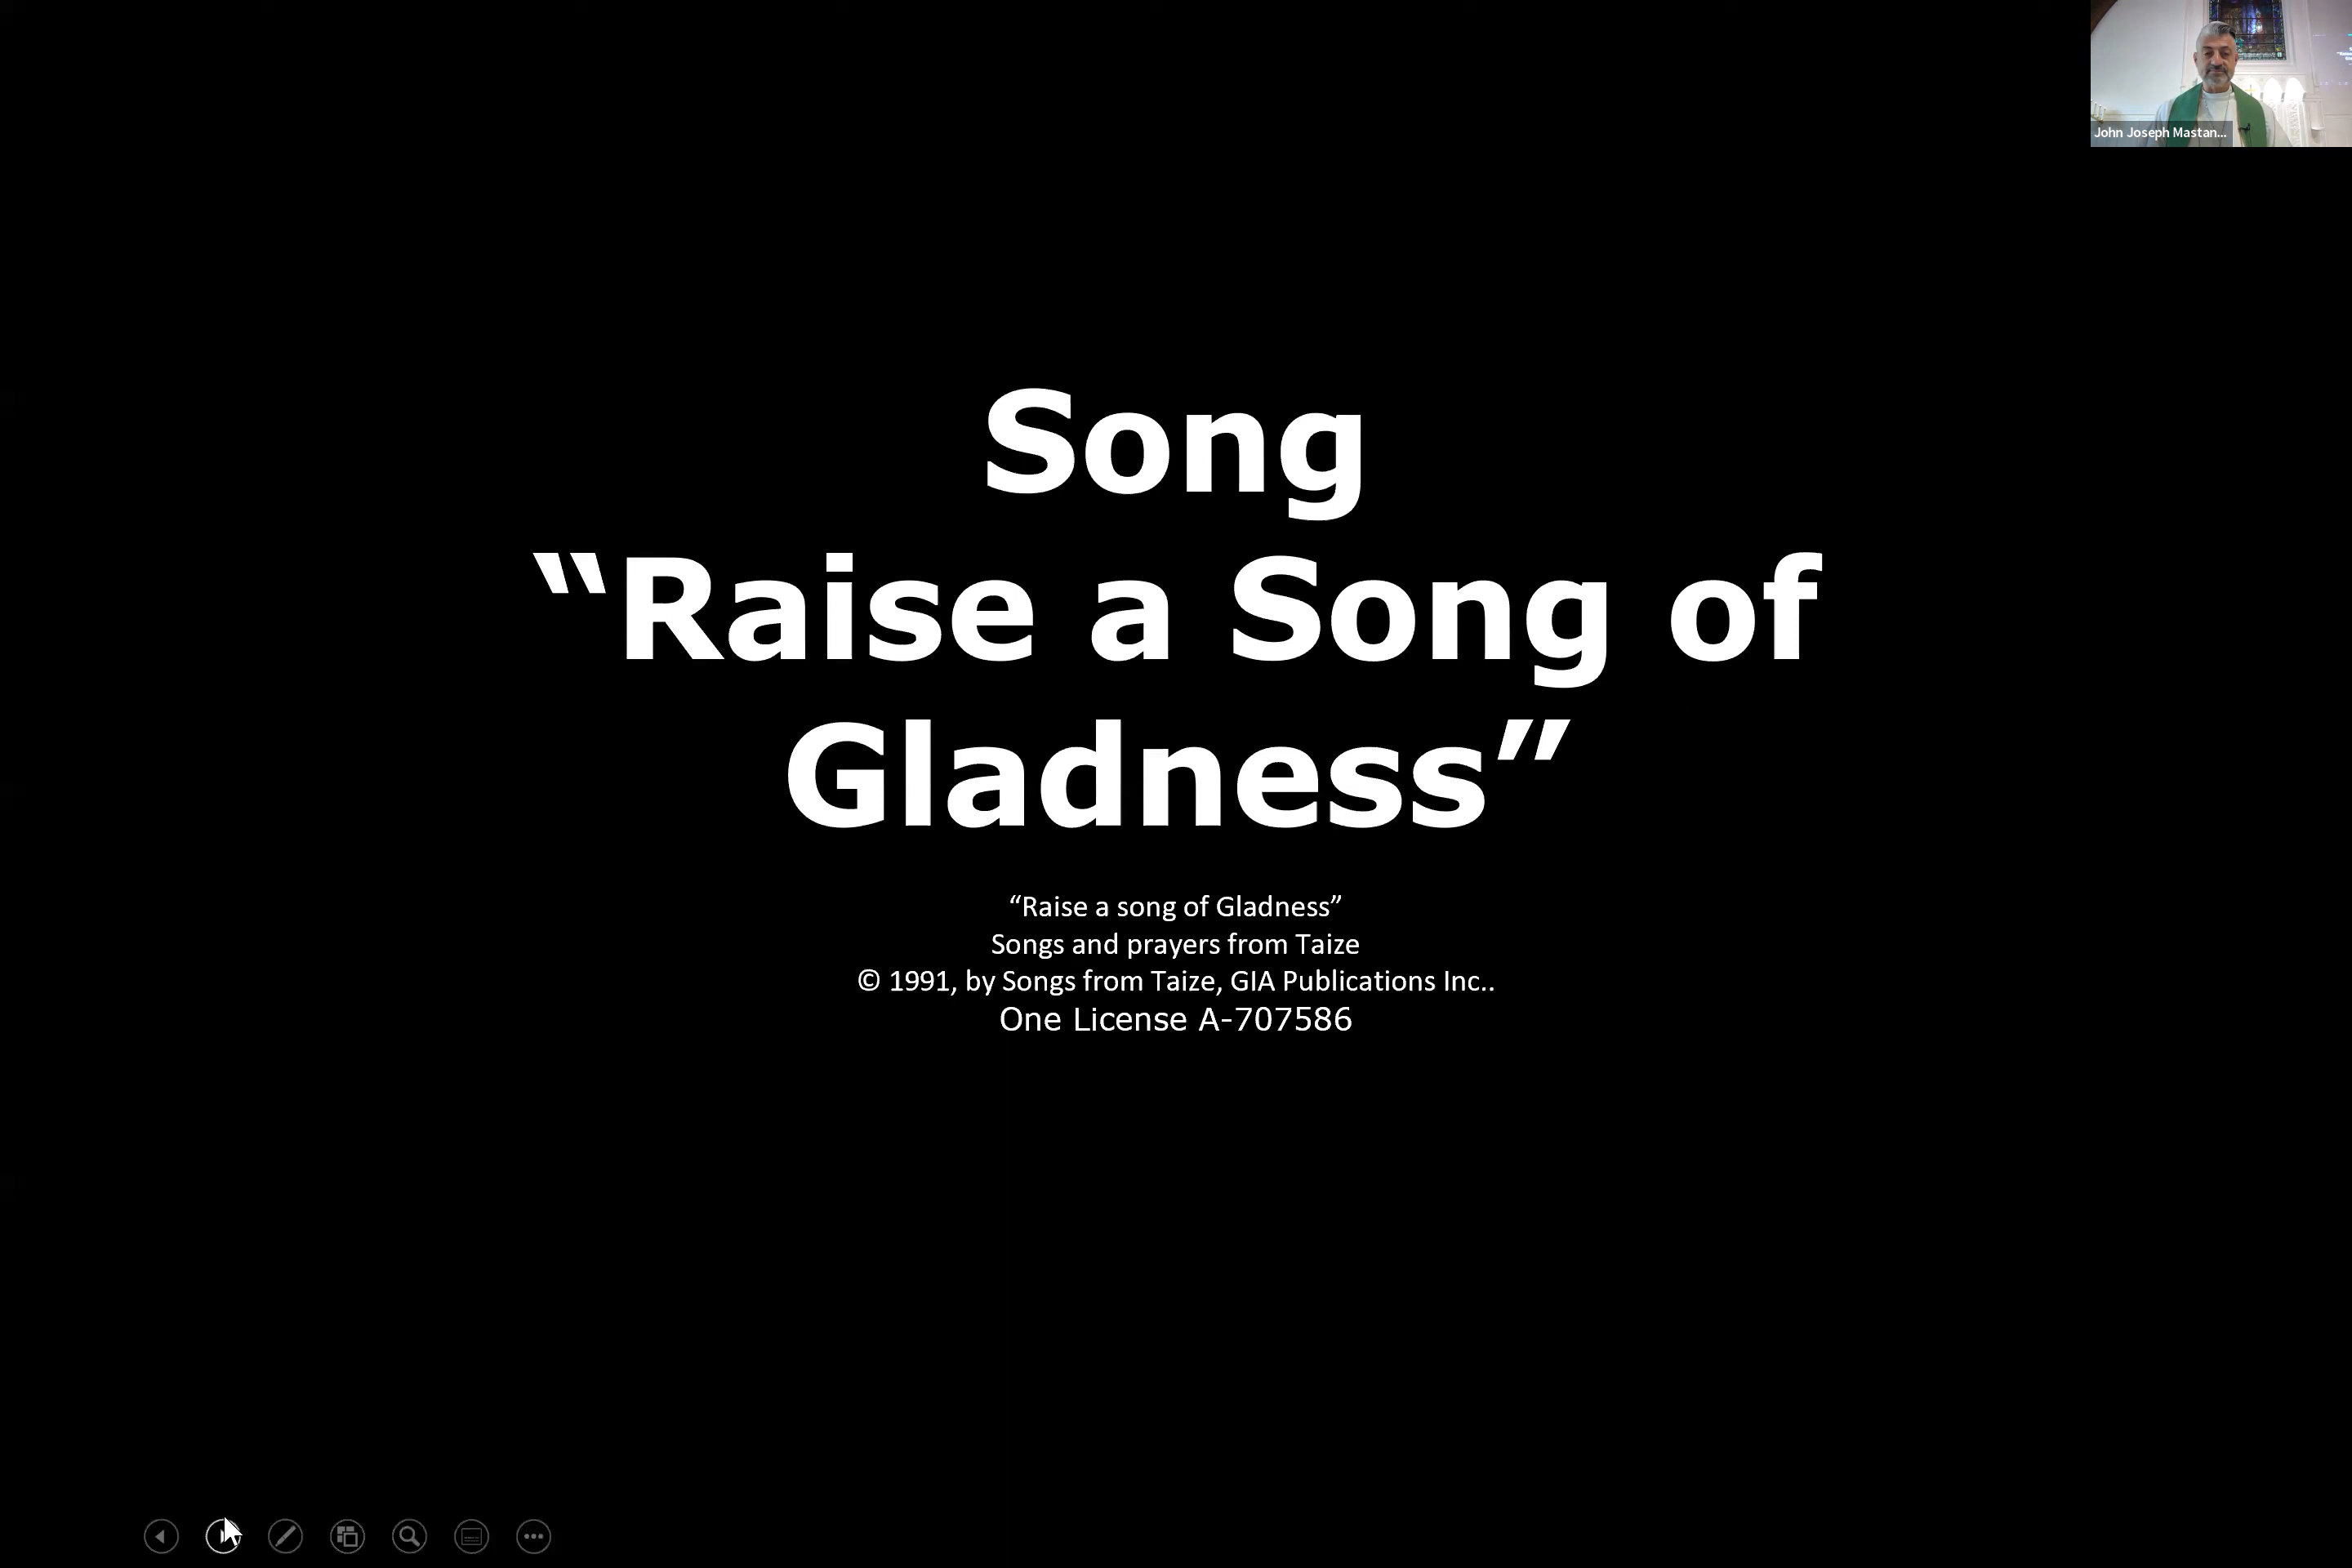 John Joseph Mastan...
Song
“Raise a Song of
Gladness”
“Raise a song of Gladness”
Songs and prayers from Taize
© 1991, by Songs from Taize, GIA Publications Inc..
One License A-707586